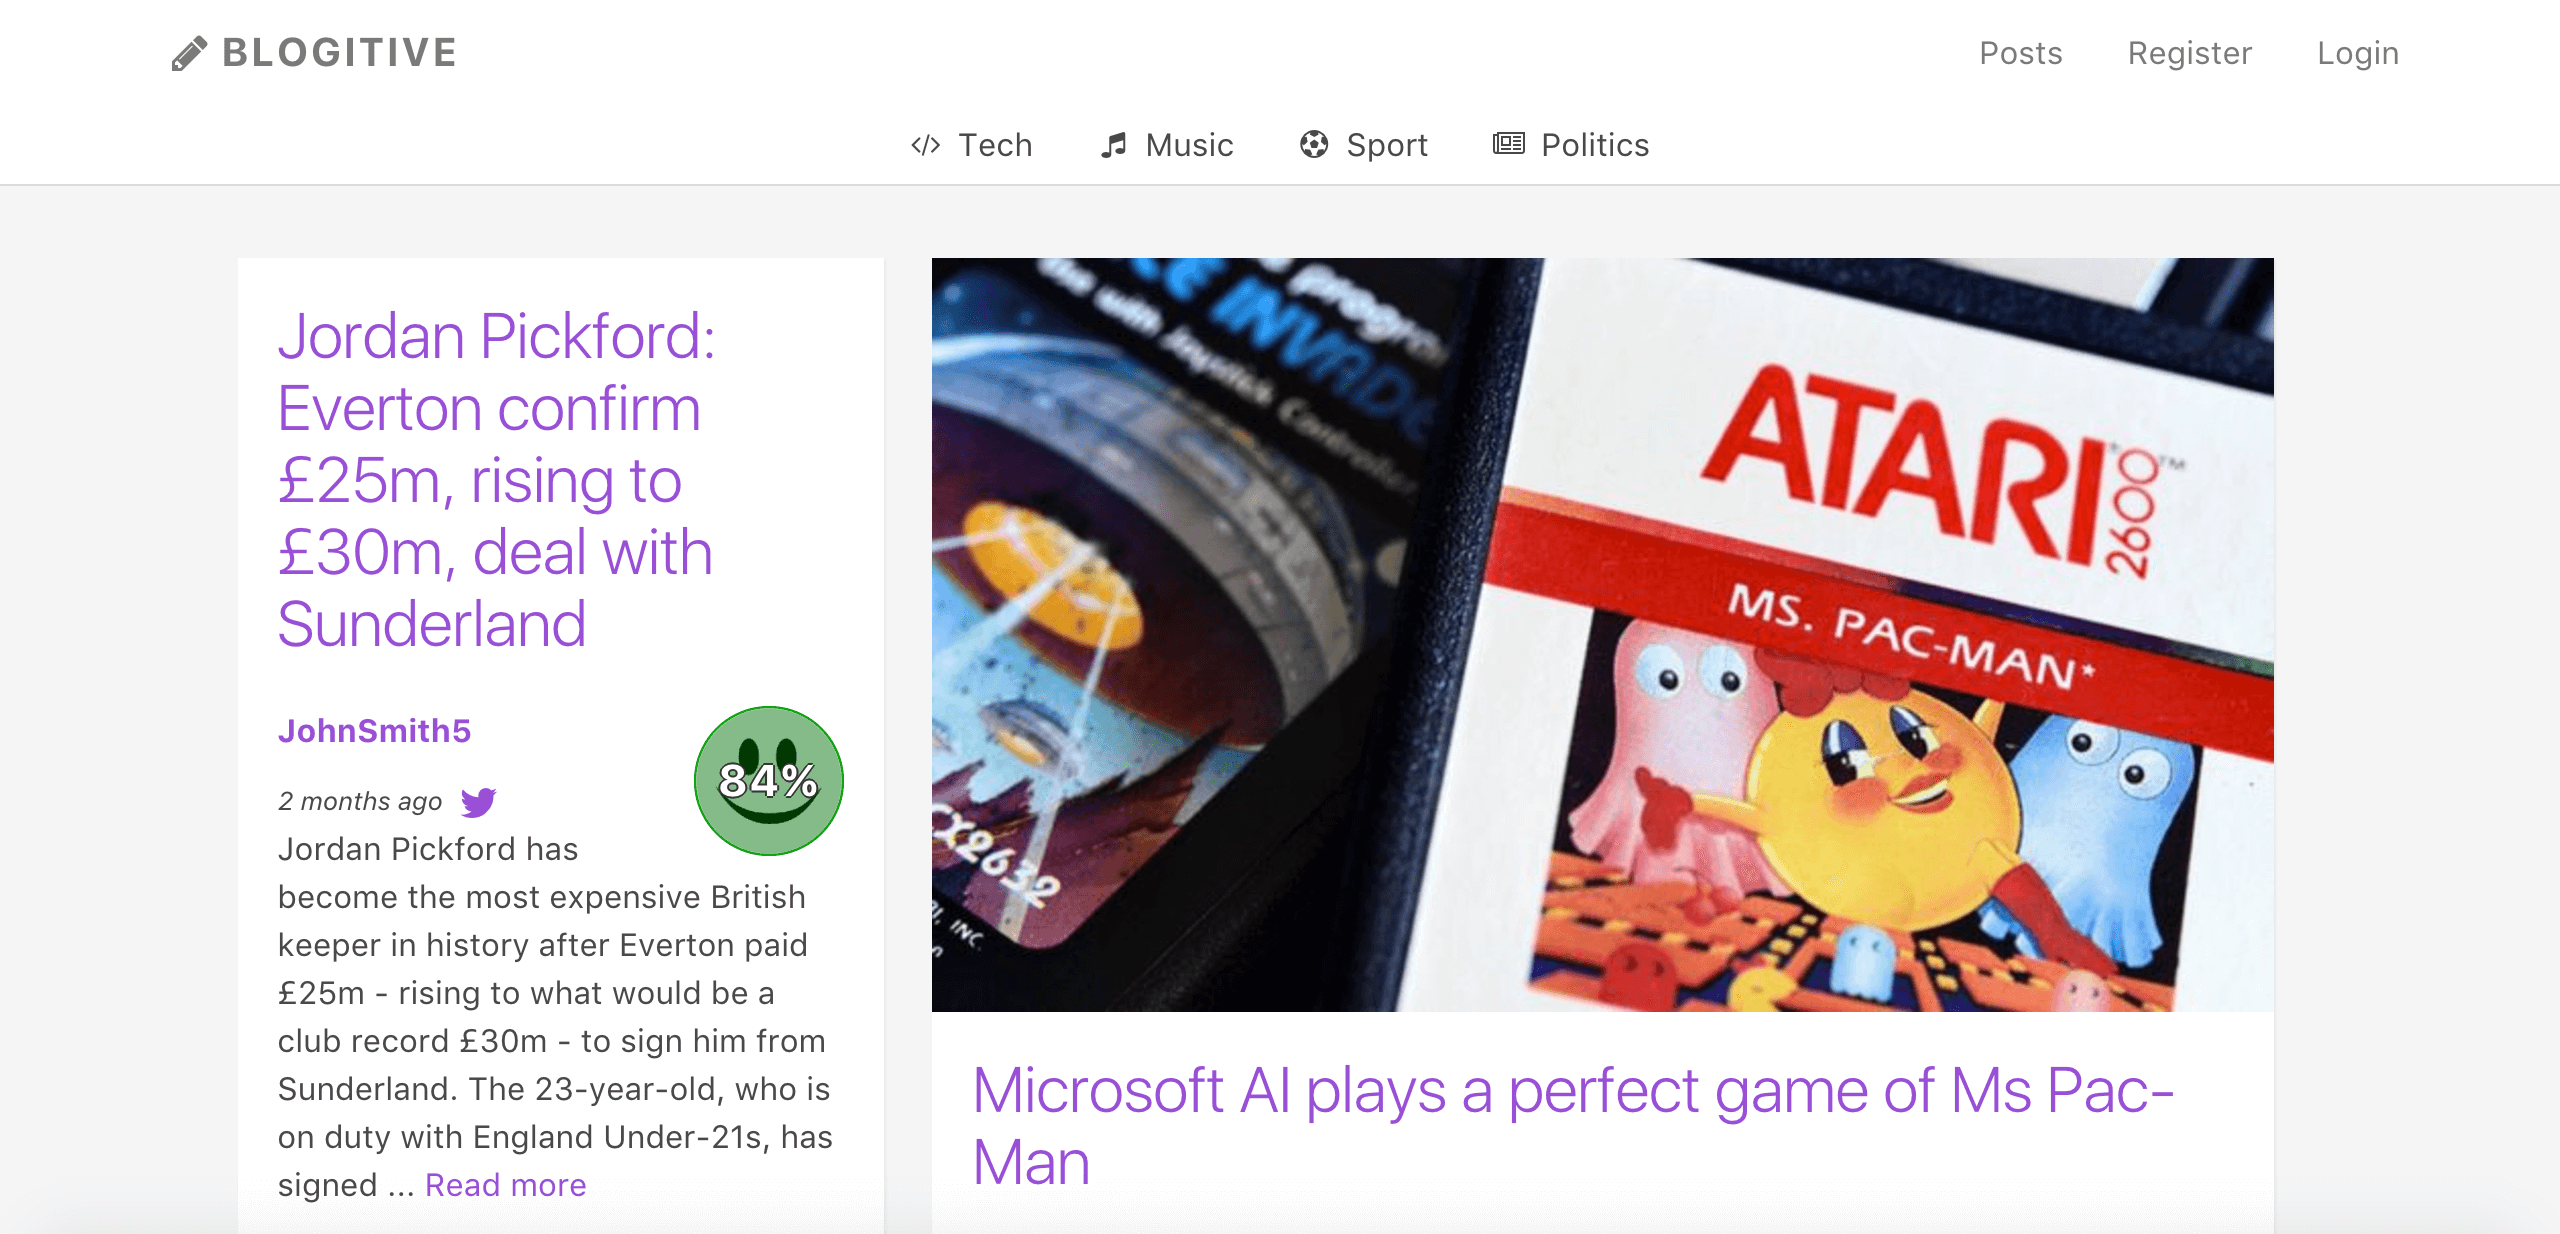 BLOGITIVE
Posts Register Login
Tech Music Sport Politics
Jordan Pickford:
Everton confirm
£25m, rising to
£30m, deal with
Sunderland
JohnSmith5
84%
2 months ago
Jordan Pickford has
become the most expensive British
keeper in history after Everton paid
£25m - rising to what would be a
club record £30m - to sign him from
Sunderland. The 23-year-old, who is
on duty with England Under-21s, has
signed ... Read more
progra
CE INVADE
the with Joystick Controller
CX2632
INC.
ATARI 2600™
MS. PAC-MAN*
Microsoft AI plays a perfect game of Ms Pac-
Man